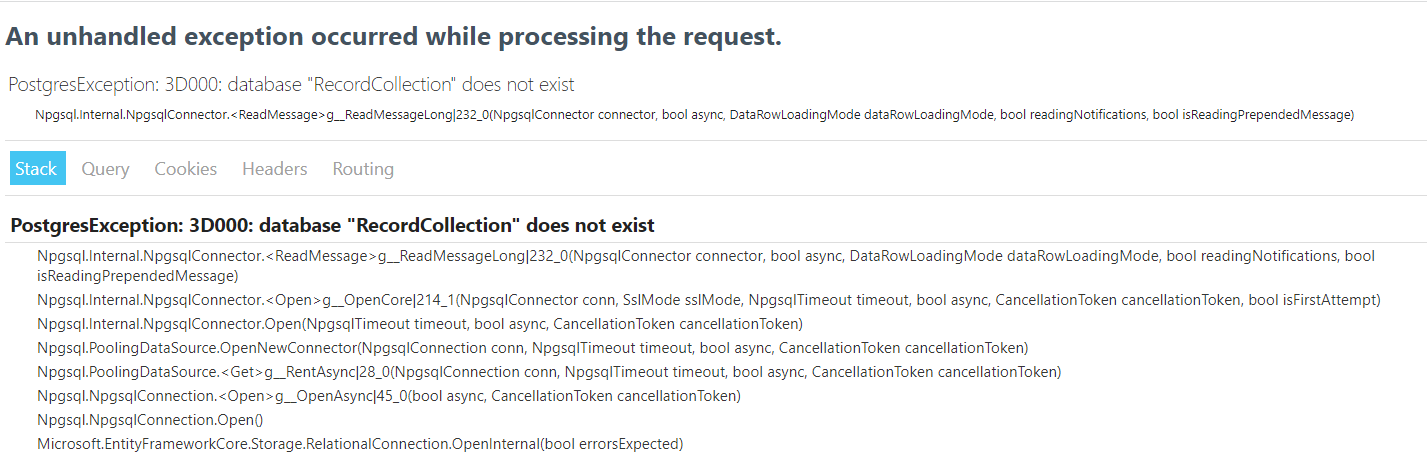 An unhandled exception occurred while processing the request.
PostgresException: 3D000: database "RecordCollection" does not exist
Npgsql.Internal.NpgsqlConnector.<ReadMessage>g__ReadMessageLong|232_0(NpgsqlConnector connector, bool async, DataRowLoadingMode dataRowLoadingMode, bool readingNotifications, bool isReadingPrependedMessage)
Stack Query Cookies Headers Routing
PostgresException: 3D000: database "RecordCollection" does not exist
Npgsql.Internal.NpgsqlConnector.<ReadMessage>g__ReadMessageLong|232_0(NpgsqlConnector connector, bool async, DataRowLoadingMode dataRowLoadingMode, bool readingNotifications, bool
isReadingPrependedMessage)
Npgsql.Internal.NpgsqlConnector.<Open>g__OpenCore|214_1(NpgsqlConnector conn, SslMode sslMode, NpgsqlTimeout timeout, bool async, CancellationToken cancellationToken, bool isFirstAttempt)
Npgsql.Internal.NpgsqlConnector.Open(NpgsqlTimeout timeout, bool async, CancellationToken cancellationToken)
Npgsql.PoolingDataSource.OpenNewConnector(NpgsqlConnection conn, NpgsqlTimeout timeout, bool async, CancellationToken cancellationToken)
Npgsql.PoolingDataSource.<Get>g__RentAsync|28_0(NpgsqlConnection conn, NpgsqlTimeout timeout, bool async, CancellationToken cancellationToken)
Npgsql.NpgsqlConnection.<Open>g__OpenAsync|45_0(bool async, CancellationToken cancellationToken)
Npgsql.NpgsqlConnection.Open()
Microsoft.EntityFrameworkCore.Storage.RelationalConnection.OpenInternal(bool errorsExpected)